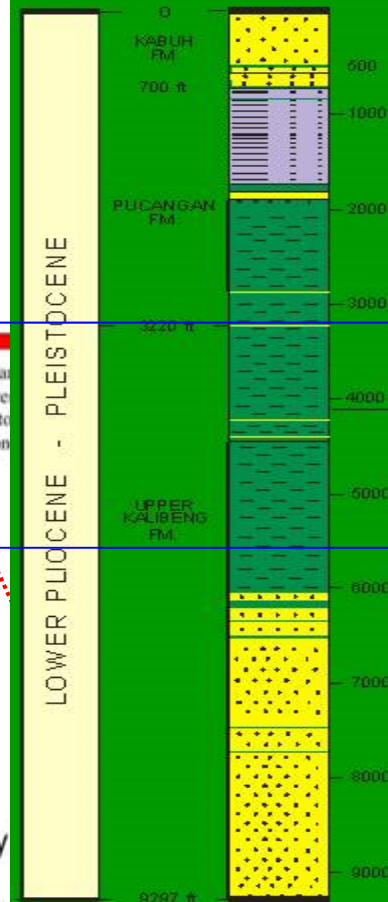 0
KABUH
FM.
700 ft
PUCANGAN
FM.
3220 ft
UPPER
KALIBENG
FM.
9297 ft
LOWER PLIOCENE - PLEISTOCENE
500
1000
2000
3000
4000
5000
6000
7000
8000
9000